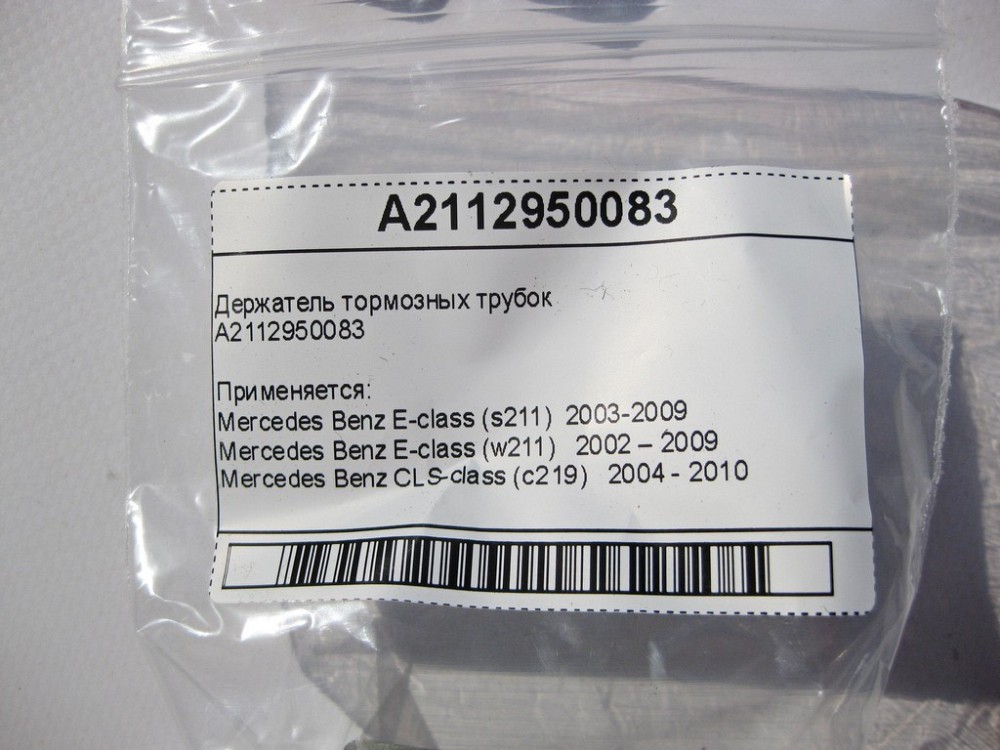 A2112950083
Держатель тормозных трубок
A2112950083
Применяется:
Mercedes Benz E-class (s211) 2003-2009
Mercedes Benz E-class (w211) 2002 – 2009
Mercedes Benz CLS-class (c219) 2004 - 2010